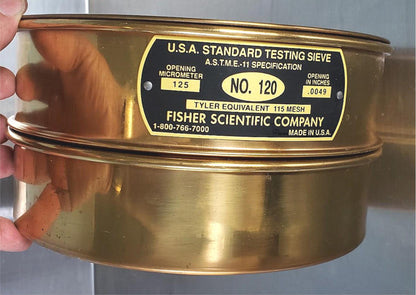 U.S.A. STANDARD TESTING SIEVE
A.S.T.M.E.-11 SPECIFICATION
OPENING
MICROMETER
125
NO. 120
OPENING
IN INCHES
.0049
TYLER EQUIVALENT 115 MESH
FISHER SCIENTIFIC COMPANY
1-800-766-7000
MADE IN U.S.A.